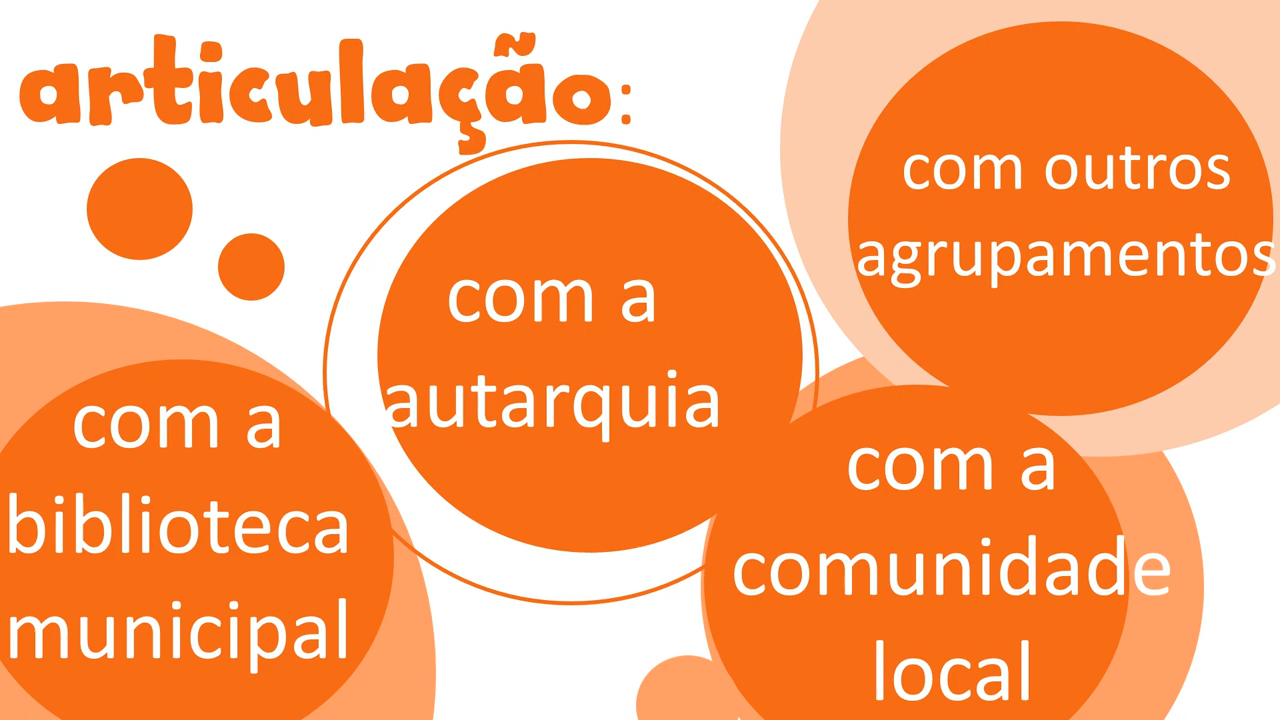 articulação:
com a
autarquia
com outros
agrupamentos
com a
biblioteca
municipal
com a
comunidade
local